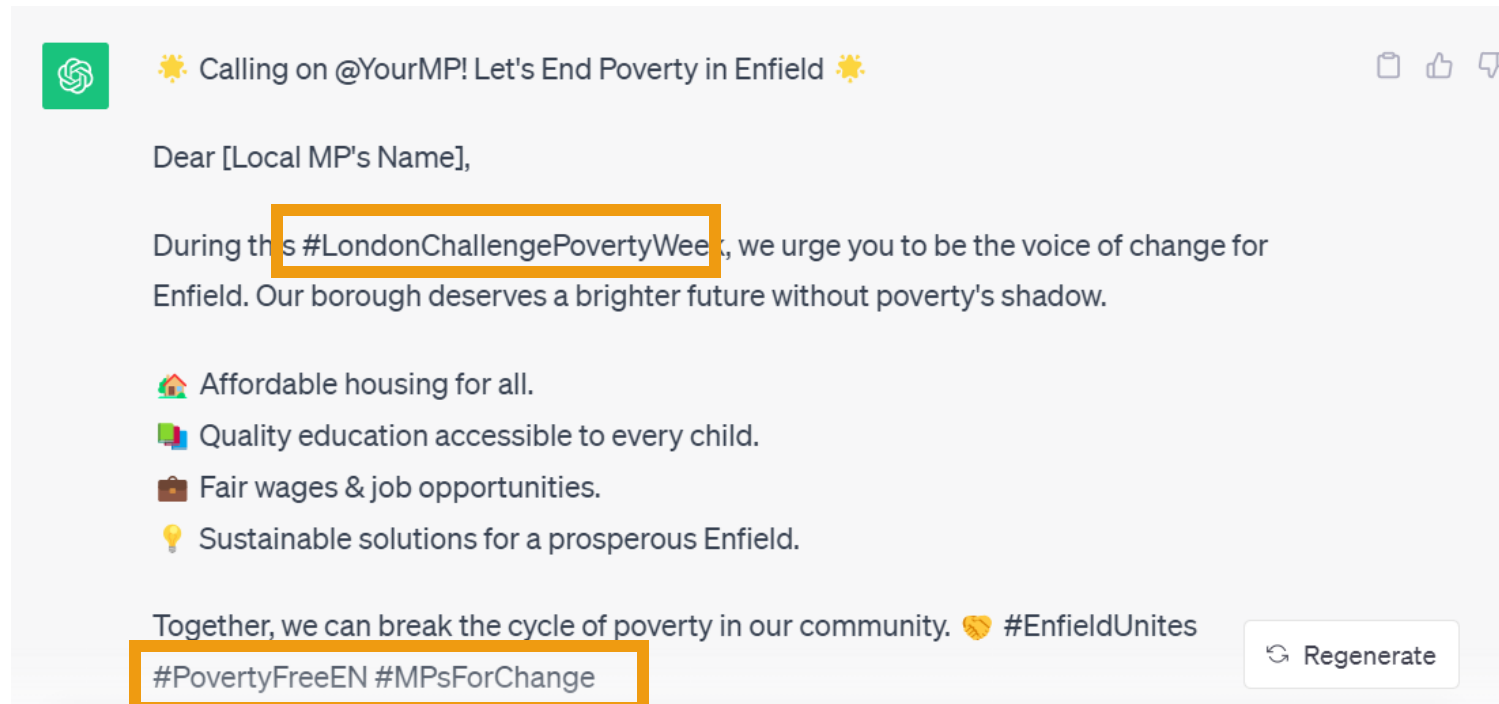 🌟 Calling on @YourMP! Let's End Poverty in Enfield 🌟
Dear [Local MP's Name],
During this #LondonChallengePovertyWeek, we urge you to be the voice of change for
Enfield. Our borough deserves a brighter future without poverty's shadow.
🏡 Affordable housing for all.
📚 Quality education accessible to every child.
💼 Fair wages & job opportunities.
💡 Sustainable solutions for a prosperous Enfield.
Together, we can break the cycle of poverty in our community. 🤝 #EnfieldUnites
#PovertyFreeEN #MPsForChange
Regenerate